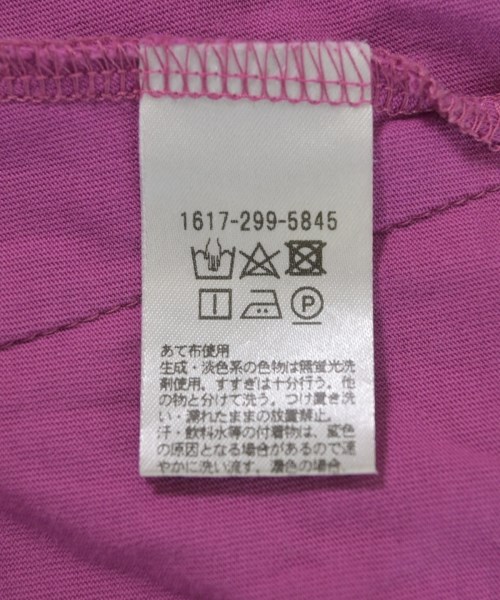 1617-299-5845
P
あて布使用
生成・淡色系の色物は無蛍光洗
剤使用。すすぎは十分行う。他
の物と分けて洗う。つけ置き洗
い・濡れたままの放置禁止。
汗・飲料水等の付着物は、変色
の原因となる場合があるので速
やかに洗い流す。濃色の場合、